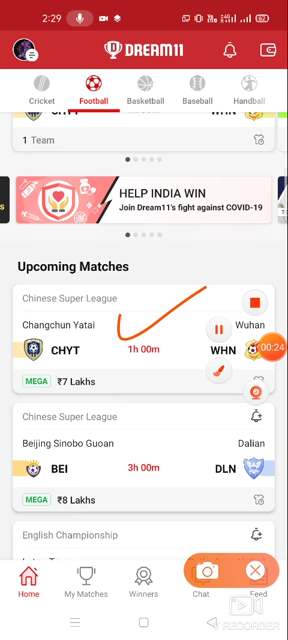 2:29
62
DREAM11
Cricket Football Basketball Baseball Handball
CHYT WHN
1 Team
HELP INDIA WIN
Join Dream11's fight against COVID-19
Upcoming Matches
Chinese Super League
Changchun Yatai Wuhan
CHYT 1h 00m WHN
00:24
MEGA ₹7 Lakhs
Chinese Super League
Beijing Sinobo Guoan Dalian
BEI 3h 00m DLN
MEGA ₹8 Lakhs
English Championship
Home My Matches Winners Chat Feed
RECORDER